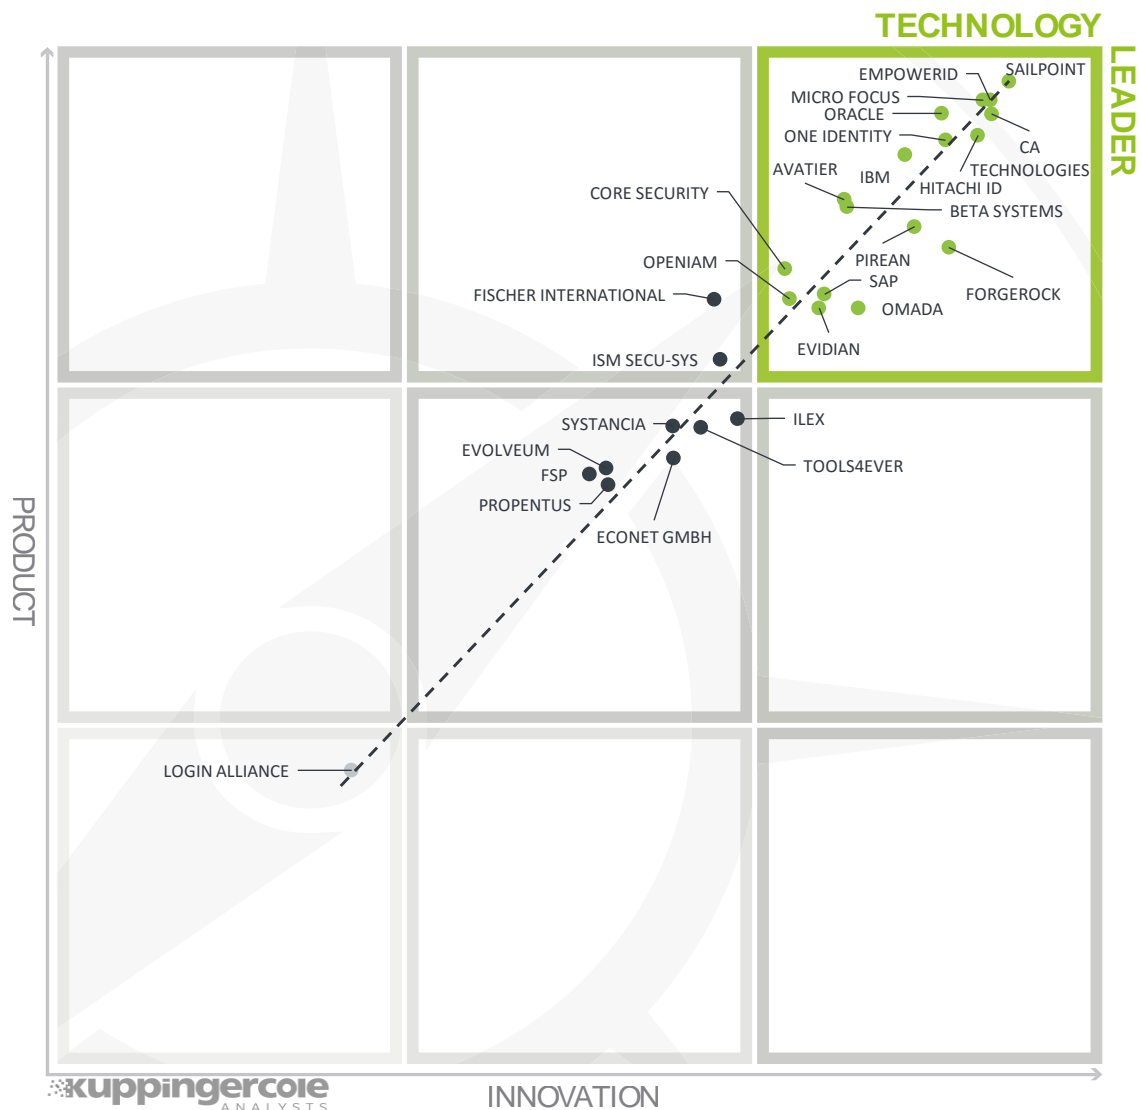 TECHNOLOGY
LEADER
SAILPOINT
EMPOWERID
MICRO FOCUS
ORACLE
ONE IDENTITY
CA
TECHNOLOGIES
AVATIER
IBM
HITACHI ID
CORE SECURITY
BETA SYSTEMS
OPENIAM
PIREAN
SAP
FISCHER INTERNATIONAL
FORGEROCK
OMADA
EVIDIAN
ISM SECU-SYS
SYSTANCIA
ILEX
EVOLVEUM
TOOLS4EVER
FSP
PROPENTUS
ECONET GMBH
PRODUCT
LOGIN ALLIANCE
kuppingercole
ANALYSTS
INNOVATION